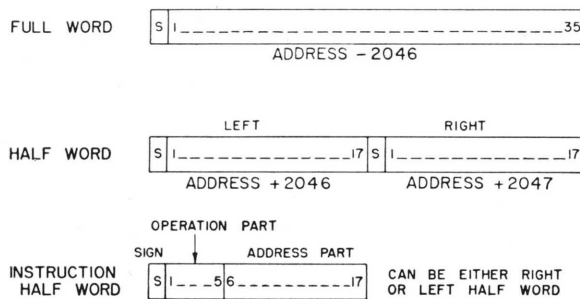 FULL WORD S 1 35
ADDRESS - 2046
LEFT RIGHT
HALF WORD S 1 17 S 1 17
ADDRESS +2046 ADDRESS +2047
OPERATION PART
SIGN ADDRESS PART
INSTRUCTION HALF WORD S 1 5 6 17 CAN BE EITHER RIGHT
OR LEFT HALF WORD